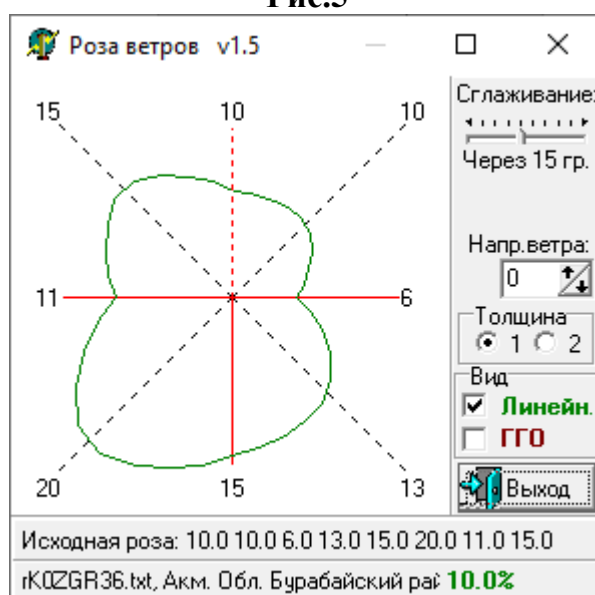 Рис.3
Роза ветров v1.5
15 10 10
11 6
20 15 13
Сглаживание:
Через 15 гр.
Напр.ветра:
0
Толщина
1 2
Вид
Линейн.
ГГО
Выход
Исходная роза: 10.0 10.0 6.0 13.0 15.0 20.0 11.0 15.0
rK0ZGR36.txt, Акм. Обл. Бурабайский рай 10.0%